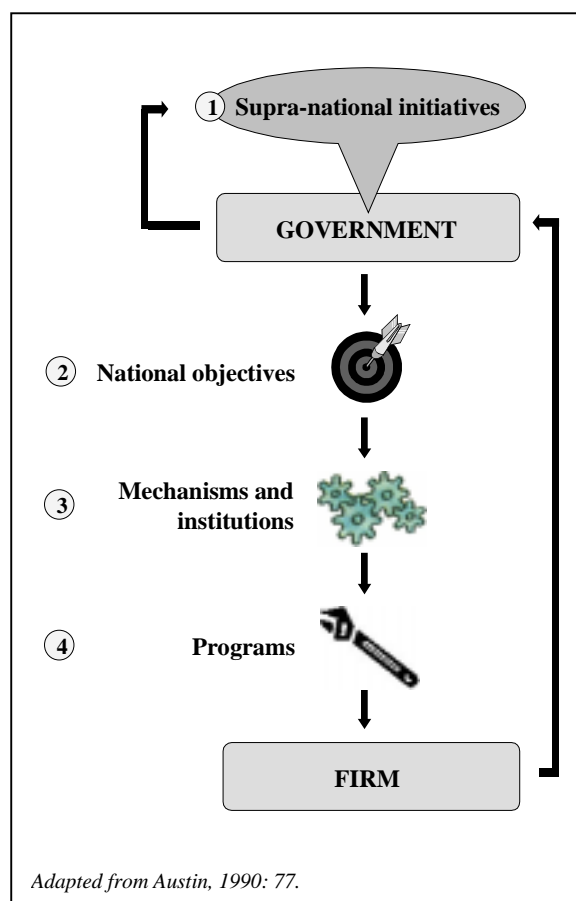 1 Supra-national initiatives
GOVERNMENT
2 National objectives
3 Mechanisms and
institutions
4 Programs
FIRM
Adapted from Austin, 1990: 77.